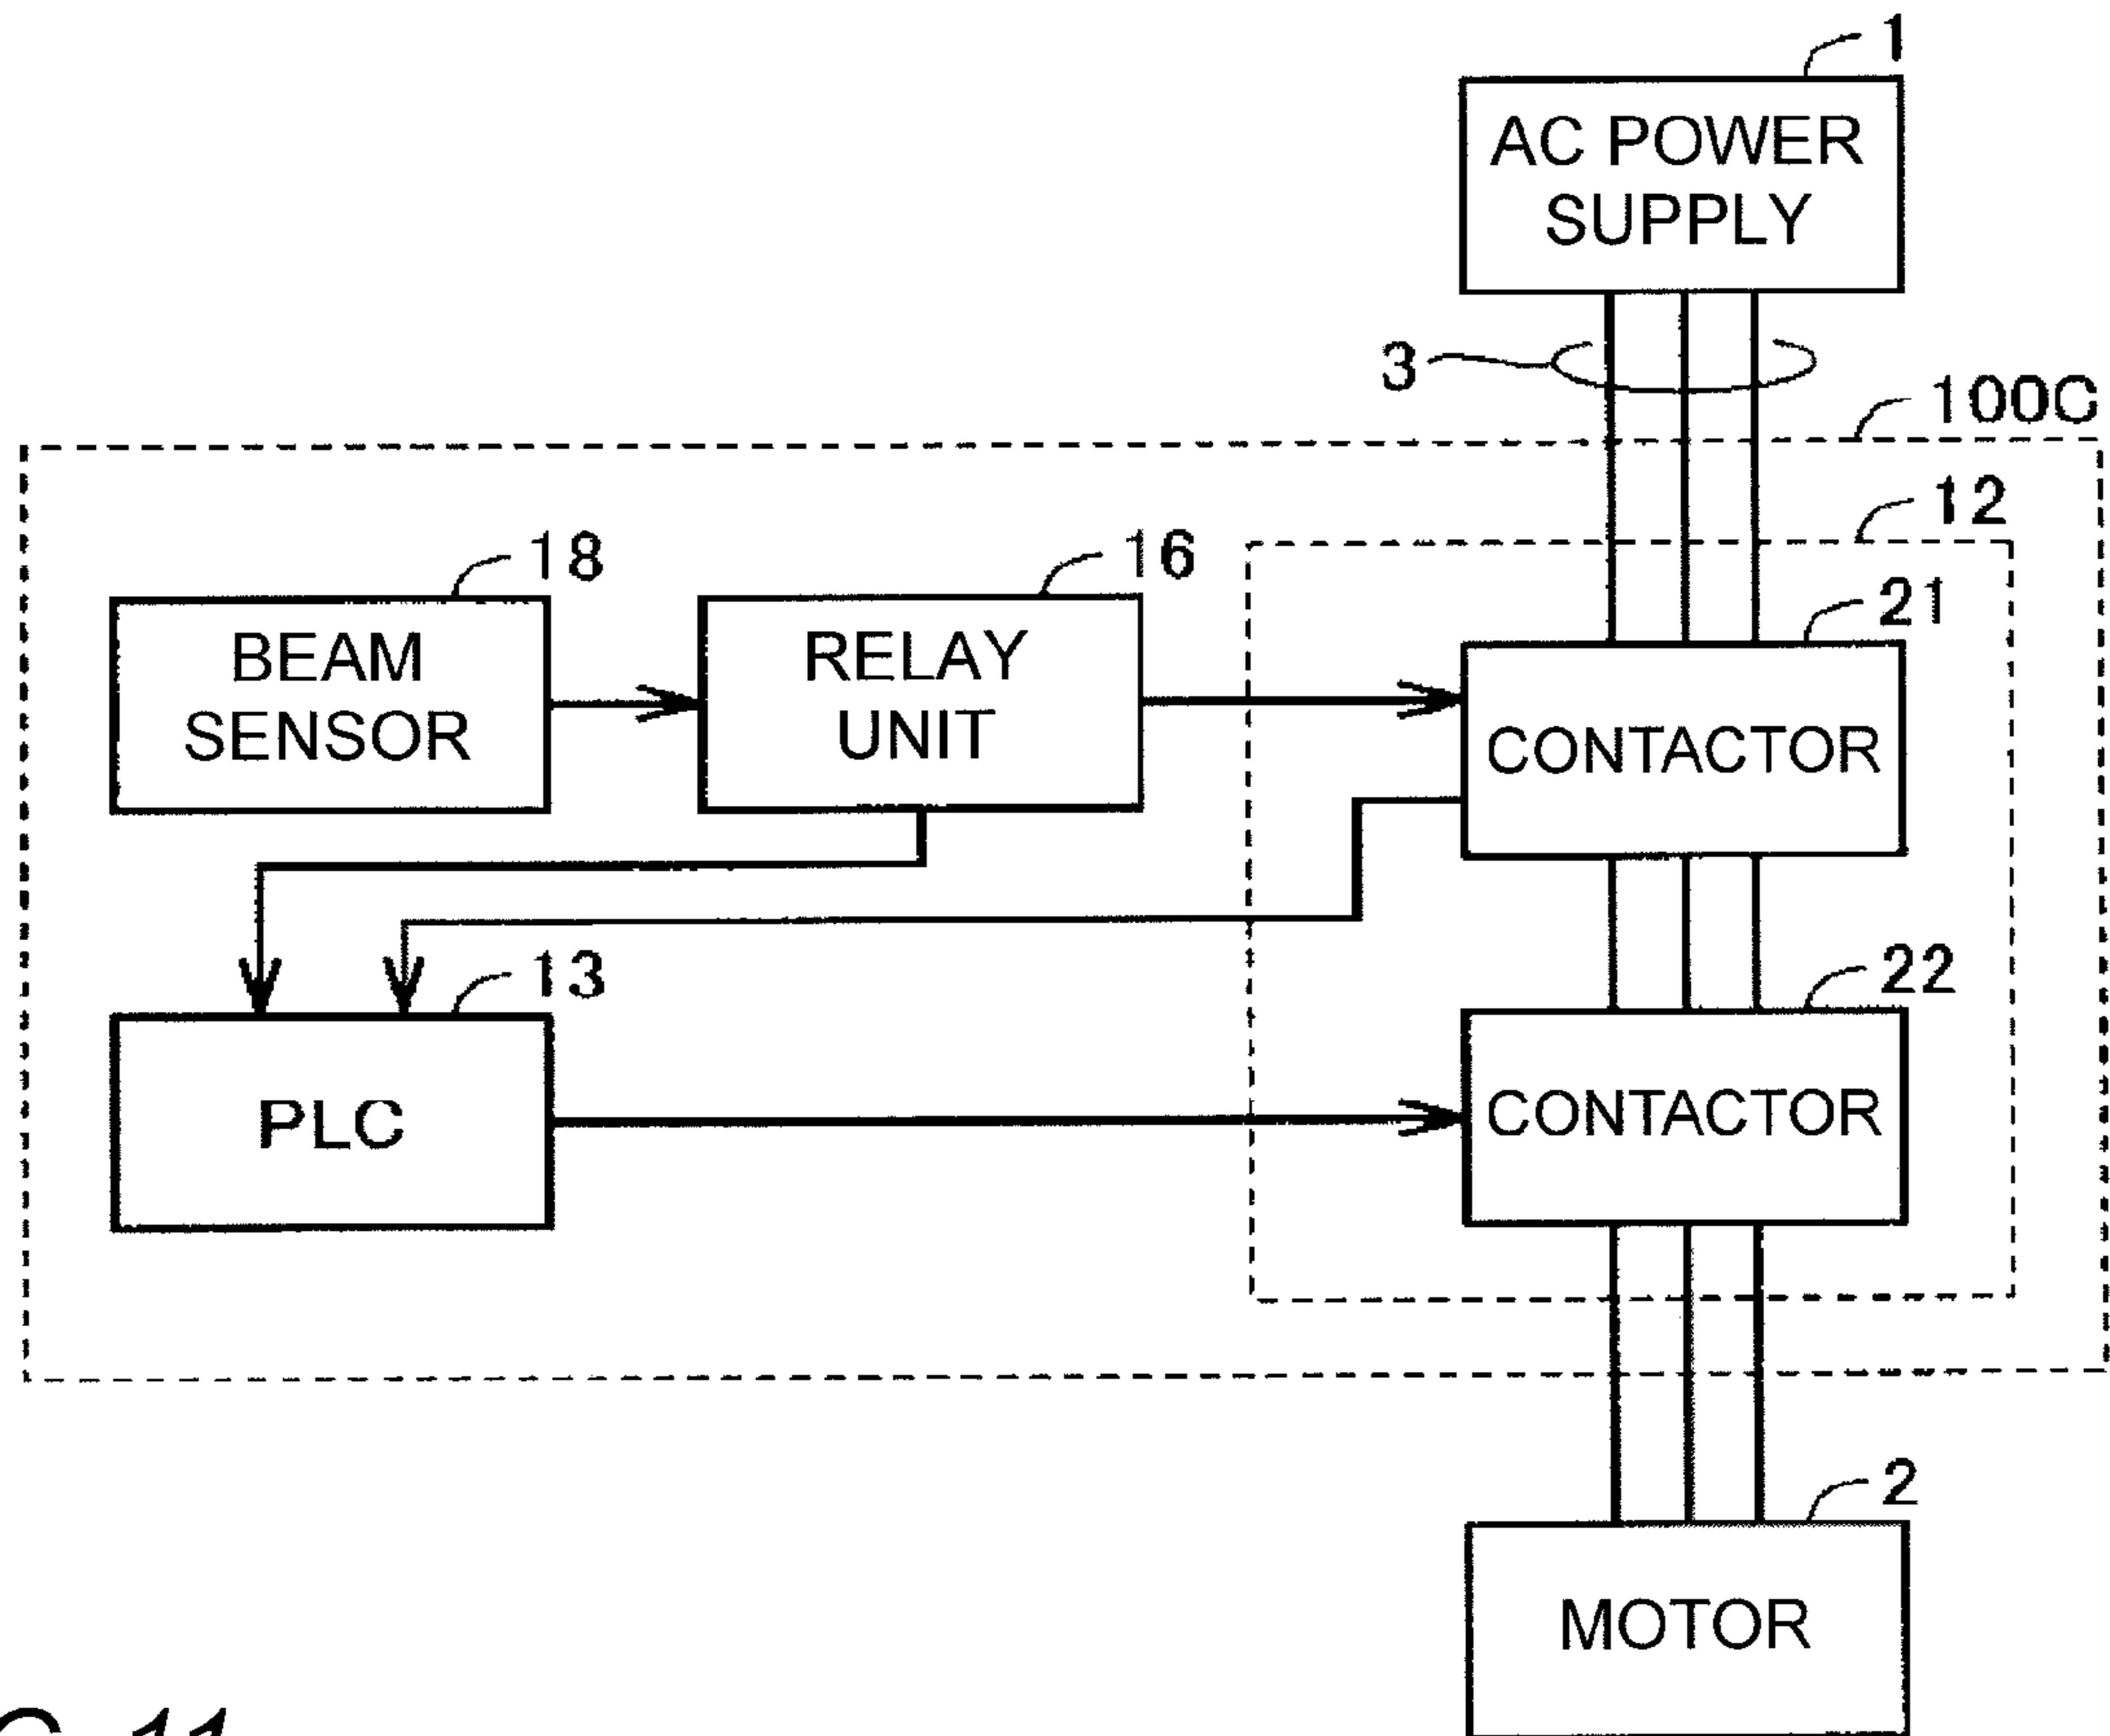 1
AC POWER
SUPPLY
3
100C
12
18
16
21
BEAM
SENSOR
RELAY
UNIT
CONTACTOR
13
22
PLC
CONTACTOR
2
MOTOR
11